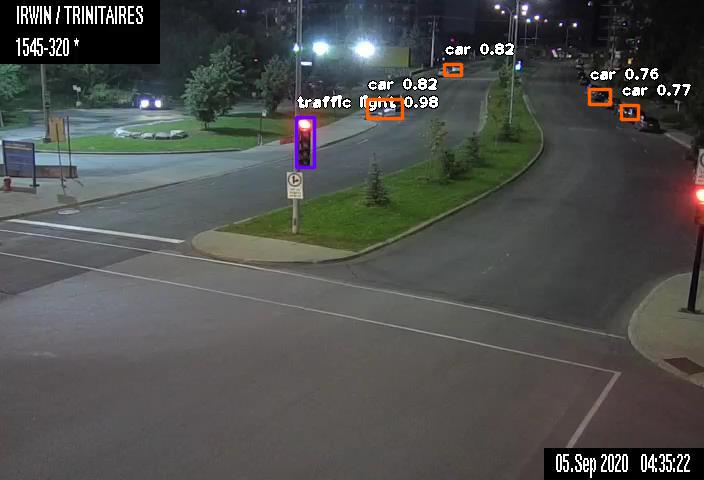 IRWIN / TRINITAIRES
1545-320 *
car 0.82
car 0.76
car 0.82
car 0.77
traffic light 0.98
05.Sep 2020 04:35:22